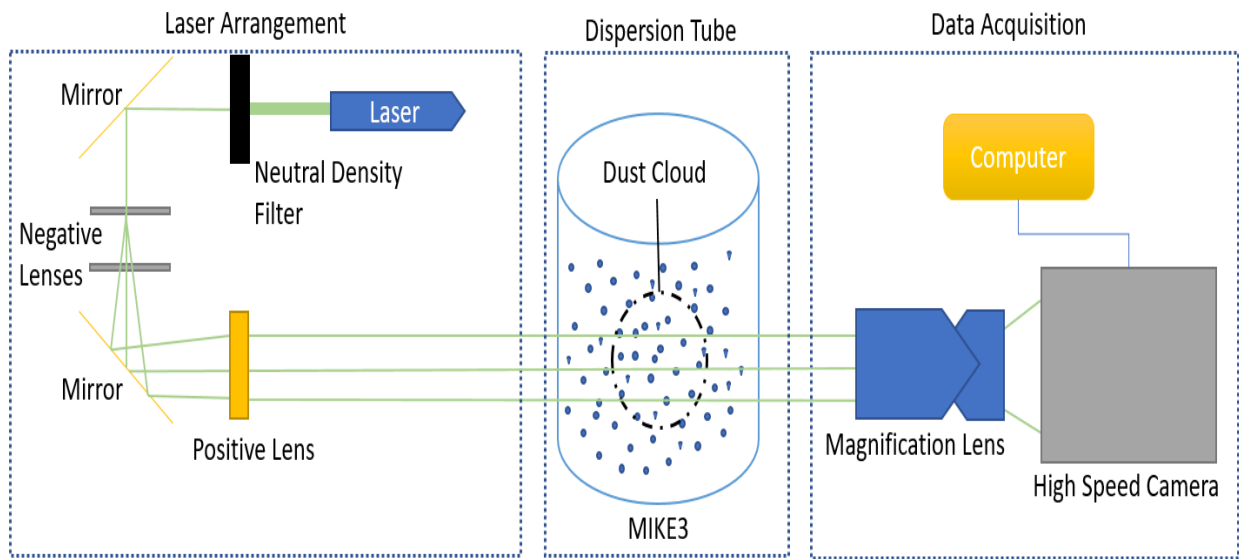 Laser Arrangement
Dispersion Tube
Data Acquisition
Mirror
Laser
Neutral Density
Filter
Negative
Lenses
Mirror
Positive Lens
Dust Cloud
MIKE3
Computer
Magnification Lens
High Speed Camera